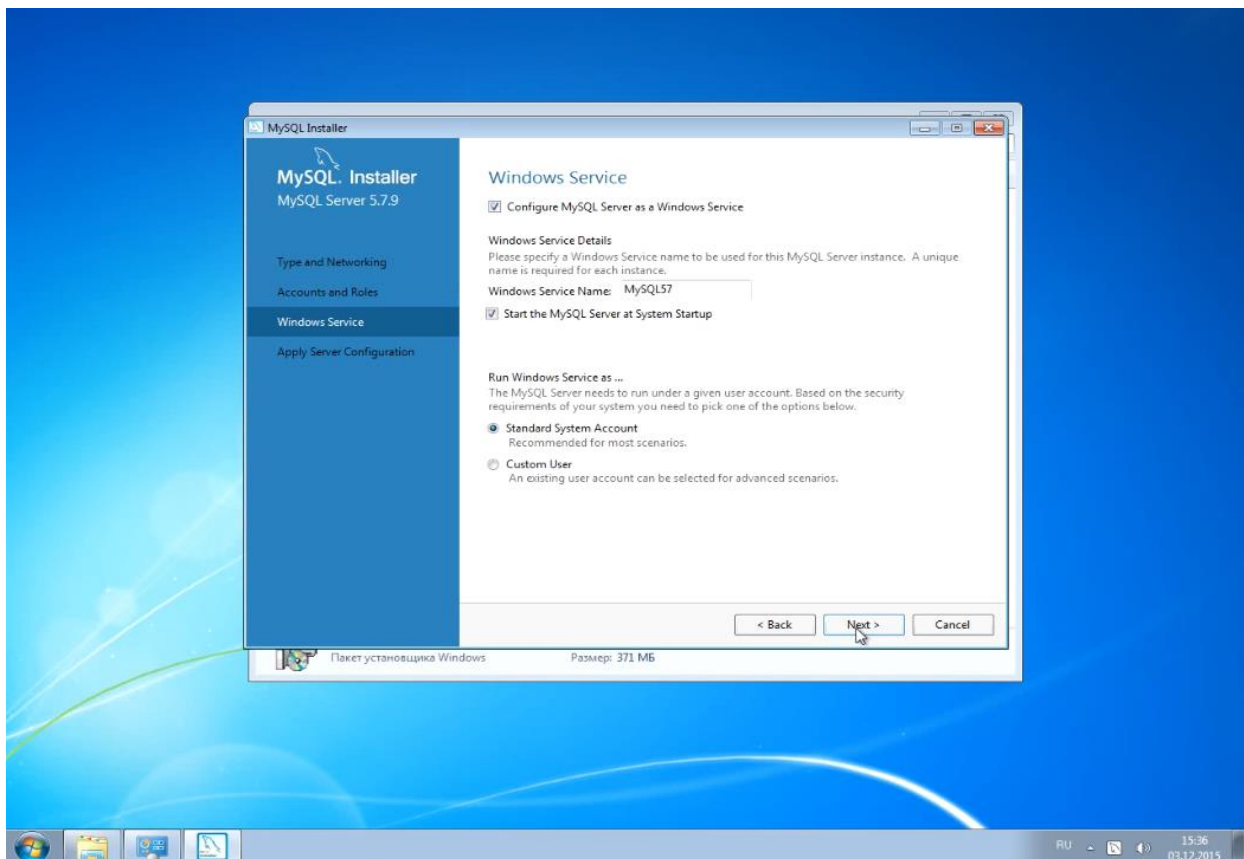 MySQL Installer
MySQL. Installer
MySQL Server 5.7.9
Type and Networking
Accounts and Roles
Windows Service
Apply Server Configuration
Windows Service
Configure MySQL Server as a Windows Service
Windows Service Details
Please specify a Windows Service name to be used for this MySQL Server instance. A unique
name is required for each instance.
Windows Service Name: MySQL57
Start the MySQL Server at System Startup
Run Windows Service as ...
The MySQL Server needs to run under a given user account. Based on the security
requirements of your system you need to pick one of the options below.
Standard System Account
Recommended for most scenarios.
Custom User
An existing user account can be selected for advanced scenarios.
< Back Next > Cancel
Пакет установщика Windows Размер: 371 МБ
RU 15:36
03.12.2015